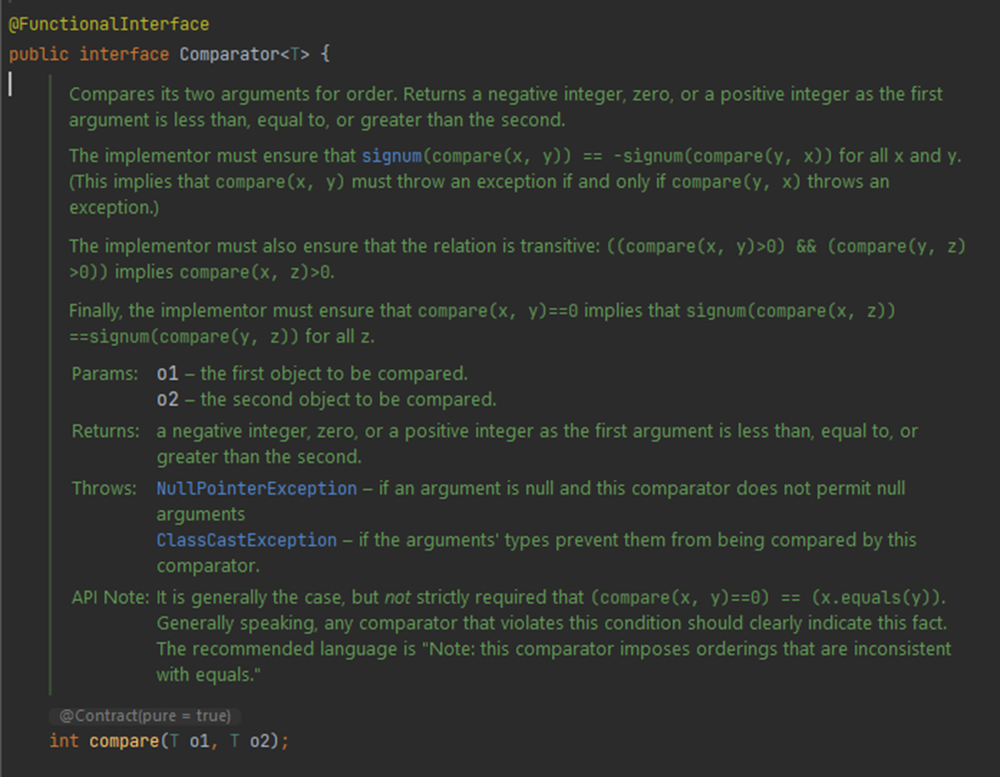 @FunctionalInterface
public interface Comparator<T> {
Compares its two arguments for order. Returns a negative integer, zero, or a positive integer as the first
argument is less than, equal to, or greater than the second.
The implementor must ensure that signum(compare(x, y)) == -signum(compare(y, x)) for all x and y.
(This implies that compare(x, y) must throw an exception if and only if compare(y, x) throws an
exception.)
The implementor must also ensure that the relation is transitive: ((compare(x, y)>0) && (compare(y, z)
>0)) implies compare(x, z)>0.
Finally, the implementor must ensure that compare(x, y)==0 implies that signum(compare(x, z))
==signum(compare(y, z)) for all z.
Params: o1 – the first object to be compared.
o2 – the second object to be compared.
Returns: a negative integer, zero, or a positive integer as the first argument is less than, equal to, or
greater than the second.
Throws: NullPointerException – if an argument is null and this comparator does not permit null
arguments
ClassCastException – if the arguments' types prevent them from being compared by this
comparator.
API Note: It is generally the case, but not strictly required that (compare(x, y)==0) == (x.equals(y)).
Generally speaking, any comparator that violates this condition should clearly indicate this fact.
The recommended language is "Note: this comparator imposes orderings that are inconsistent
with equals."
@Contract(pure = true)
int compare(T o1, T o2);